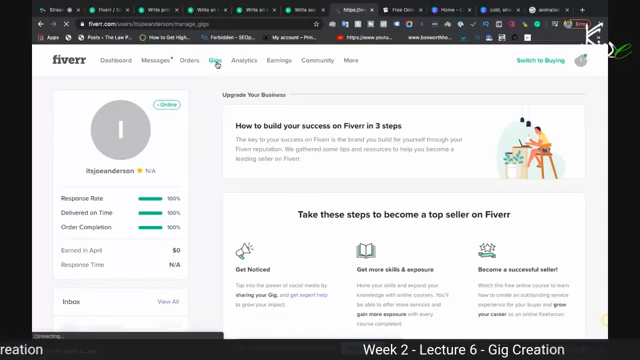 fiverr.com/users/itsjoeanderson/manage_gigs
Error
Apps
Posts - The Law P
How to Get High
Forbidden - SEOp
My account - Prin
https://www.youtu
Free Onl
Home - C
cold, sno
animated
https://w
fiverr
Dashboard
Messages
Orders
Gigs
Analytics
Earnings
Community
More
Switch to Buying
Online
I
itsjoeanderson
N/A
Response Rate 100%
Delivered on Time 100%
Order Completion 100%
Earned in April $0
Response Time N/A
Inbox
View All
Connecting...
Upgrade Your Business
How to build your success on Fiverr in 3 steps
The key to your success on Fiverr is the brand you build for yourself through your
Fiverr reputation. We gathered some tips and resources to help you become a
leading seller on Fiverr.
Take these steps to become a top seller on Fiverr
Get Noticed
Tap into the power of social media by
sharing your Gig, and get expert help
to grow your impact.
Get more skills & exposure
Hone your skills and expand your
knowledge with online courses. You'll
be able to offer more services and
gain more exposure with every
course completed.
Become a successful seller!
Watch this free online course to learn
how to create an outstanding service
experience for your buyer and grow
your career as an online freelancer.
reation
Week 2 - Lecture 6 - Gig Creation